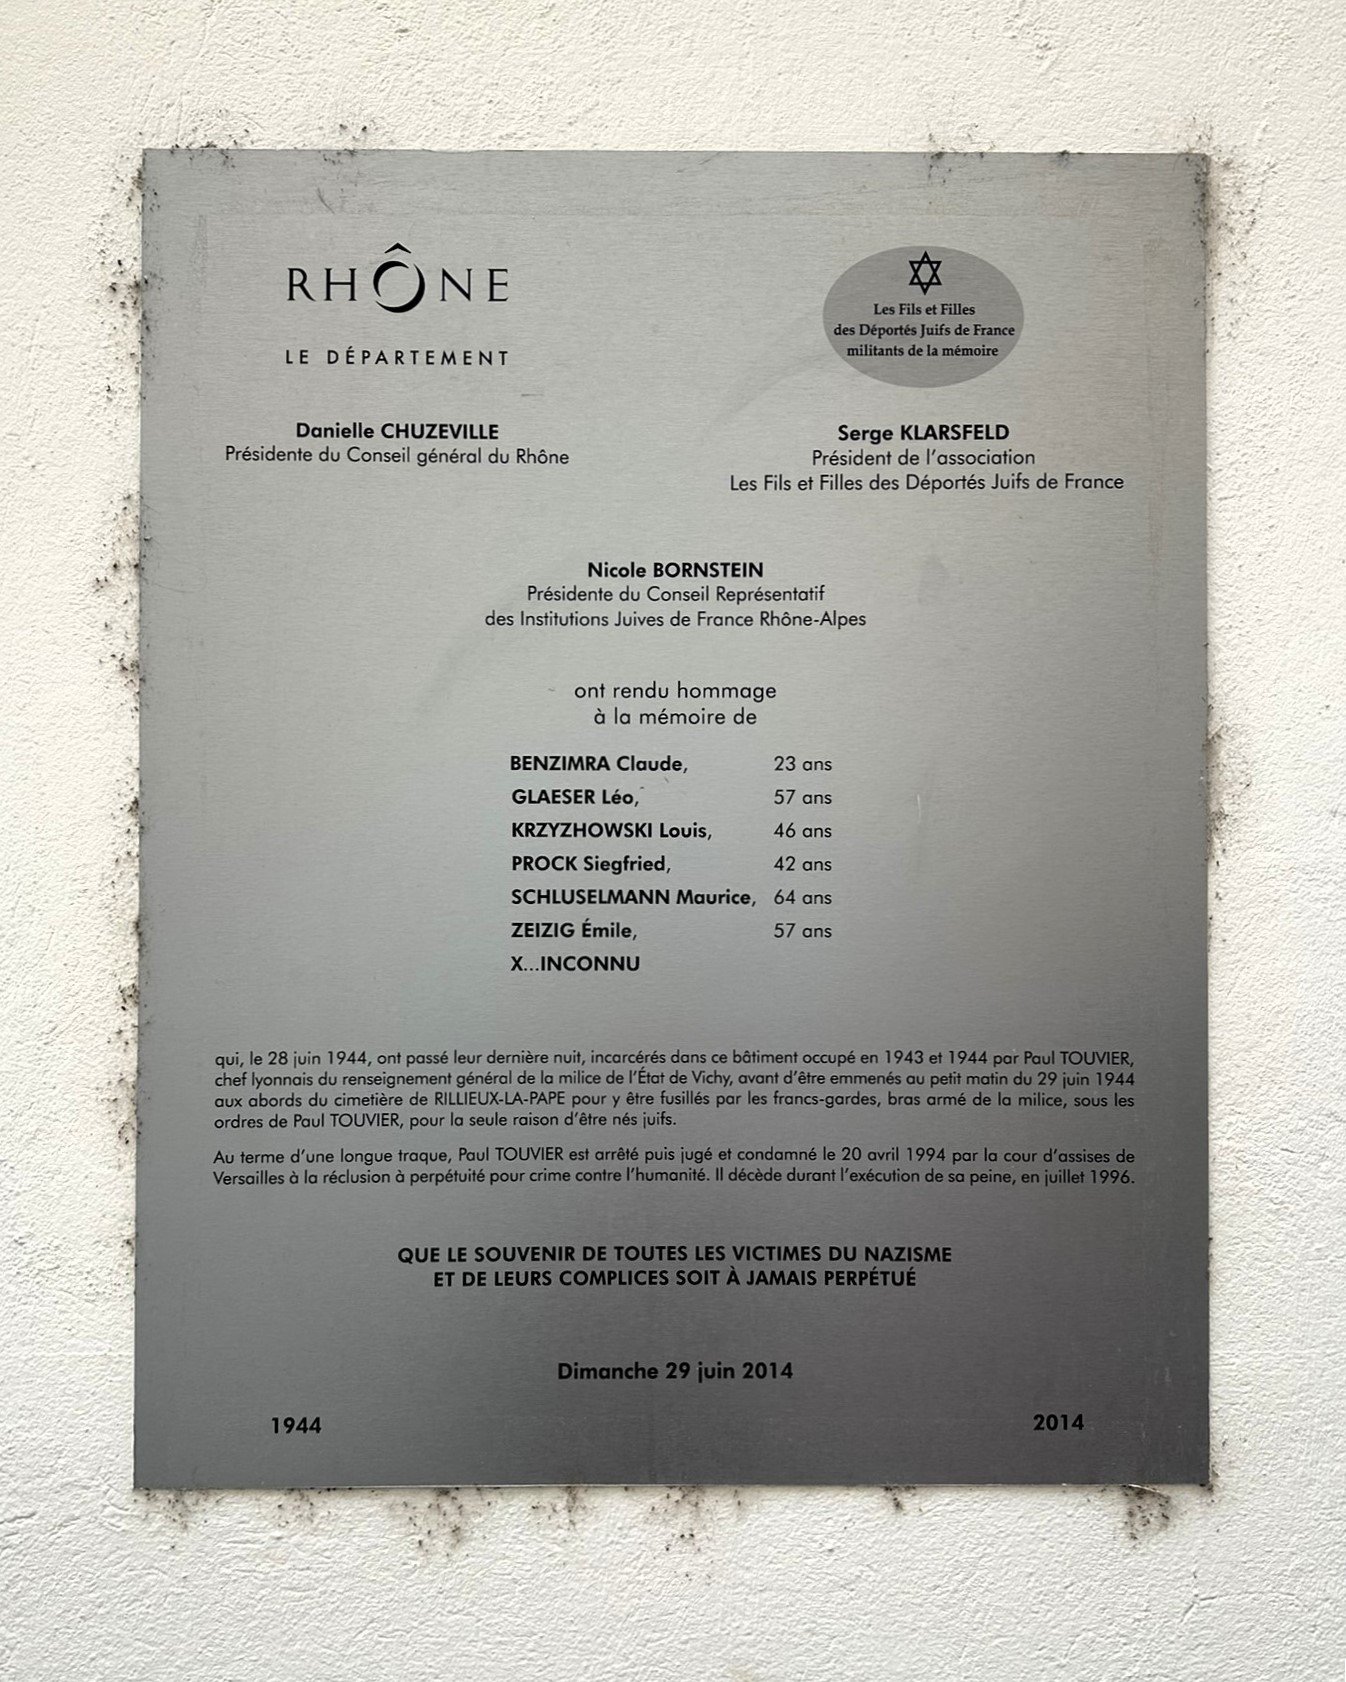 RHÔNE
LE DÉPARTEMENT
Les Fils et Filles
des Déportés Juifs de France
militants de la mémoire
Danielle CHUZEVILLE
Présidente du Conseil général du Rhône
Serge KLARSFELD
Président de l'association
Les Fils et Filles des Déportés Juifs de France
Nicole BORNSTEIN
Présidente du Conseil Représentatif
des Institutions Juives de France Rhône-Alpes
ont rendu hommage
à la mémoire de
BENZIMRA Claude, 23 ans
GLAESER Léo, 57 ans
KRZYZHOWSKI Louis, 46 ans
PROCK Siegfried, 42 ans
SCHLUSELMANN Maurice, 64 ans
ZEIZIG Émile, 57 ans
X...INCONNU
qui, le 28 juin 1944, ont passé leur dernière nuit, incarcérés dans ce bâtiment occupé en 1943 et 1944 par Paul TOUVIER,
chef lyonnais du renseignement général de la milice de l'État de Vichy, avant d'être emmenés au petit matin du 29 juin 1944
aux abords du cimetière de RILLIEUX-LA-PAPE pour y être fusillés par les francs-gardes, bras armé de la milice, sous les
ordres de Paul TOUVIER, pour la seule raison d'être nés juifs.
Au terme d'une longue traque, Paul TOUVIER est arrêté puis jugé et condamné le 20 avril 1994 par la cour d'assises de
Versailles à la réclusion à perpétuité pour crime contre l'humanité. Il décède durant l'exécution de sa peine, en juillet 1996.
QUE LE SOUVENIR DE TOUTES LES VICTIMES DU NAZISME
ET DE LEURS COMPLICES SOIT À JAMAIS PERPÉTUÉ
Dimanche 29 juin 2014
1944 2014